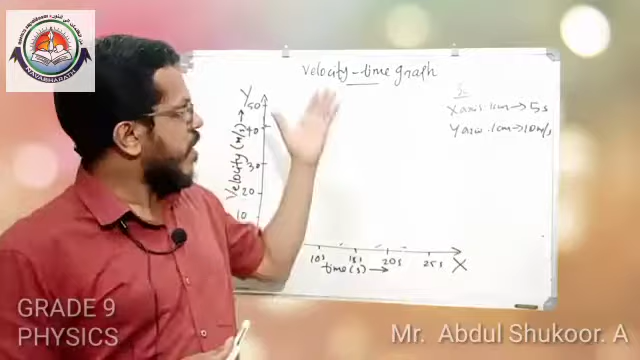 NAVABHARATH
Velocity-time graph
X axis 1cm → 5s
Y axis 1cm → 10m/s
Y
50
40
30
20
10
Velocity (m/s) →
10s 15s 20s 25s
time(s) →
X
GRADE 9
PHYSICS
Mr. Abdul Shukoor. A